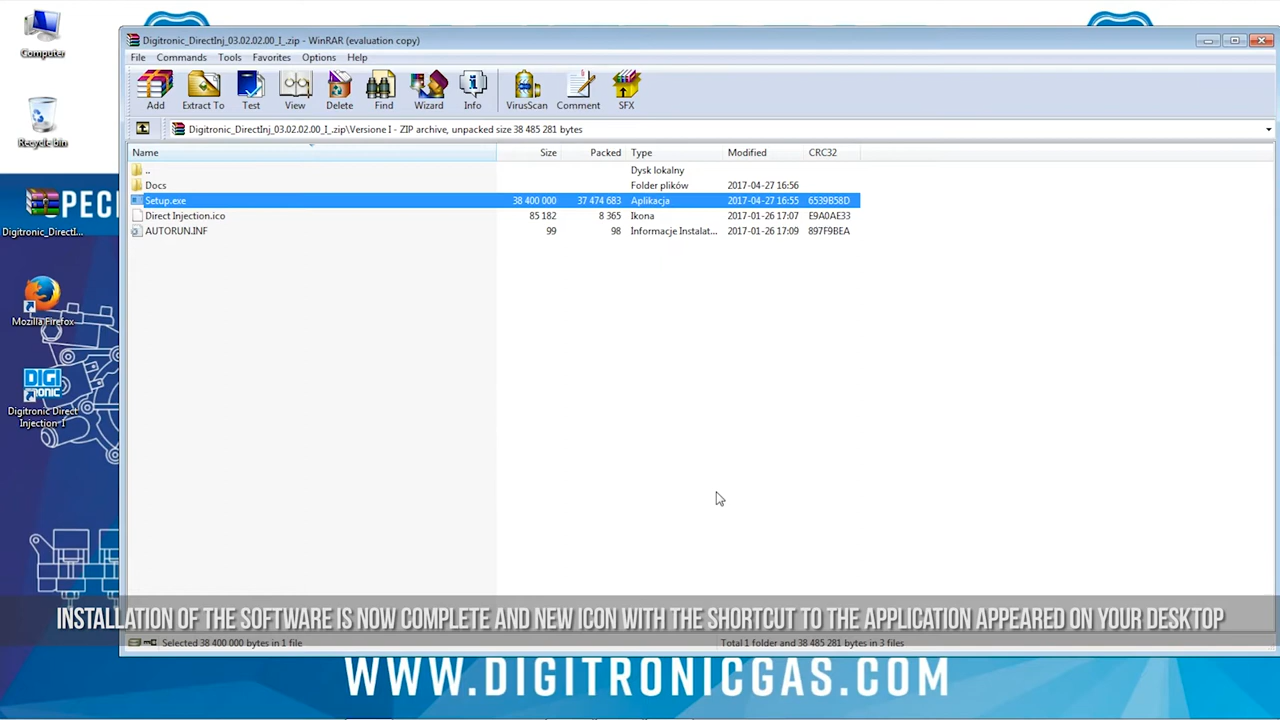 Computer
Recycle bin
PECI
Digitronic_DirectI...
Mozilla Firefox
DIGI
TRONIC
Digitronic Direct
Injection I
Digitronic_DirectInj_03.02.02.00_I_.zip - WinRAR (evaluation copy)
File Commands Tools Favorites Options Help
Add Extract To Test View Delete Find Wizard Info VirusScan Comment SFX
Digitronic_DirectInj_03.02.02.00_I_.zip\Versione I - ZIP archive, unpacked size 38 485 281 bytes
Name Size Packed Type Modified CRC32
.. Dysk lokalny
Docs Folder plików 2017-04-27 16:56
Setup.exe 38 400 000 37 474 683 Aplikacja 2017-04-27 16:55 6539B58D
Direct Injection.ico 85 182 8 365 Ikona 2017-01-26 17:07 E9A0AE33
AUTORUN.INF 99 98 Informacje Instalat... 2017-01-26 17:09 897F9BEA
INSTALLATION OF THE SOFTWARE IS NOW COMPLETE AND NEW ICON WITH THE SHORTCUT TO THE APPLICATION APPEARED ON YOUR DESKTOP
Selected 38 400 000 bytes in 1 file Total 1 folder and 38 485 281 bytes in 3 files
WWW.DIGITRONICGAS.COM